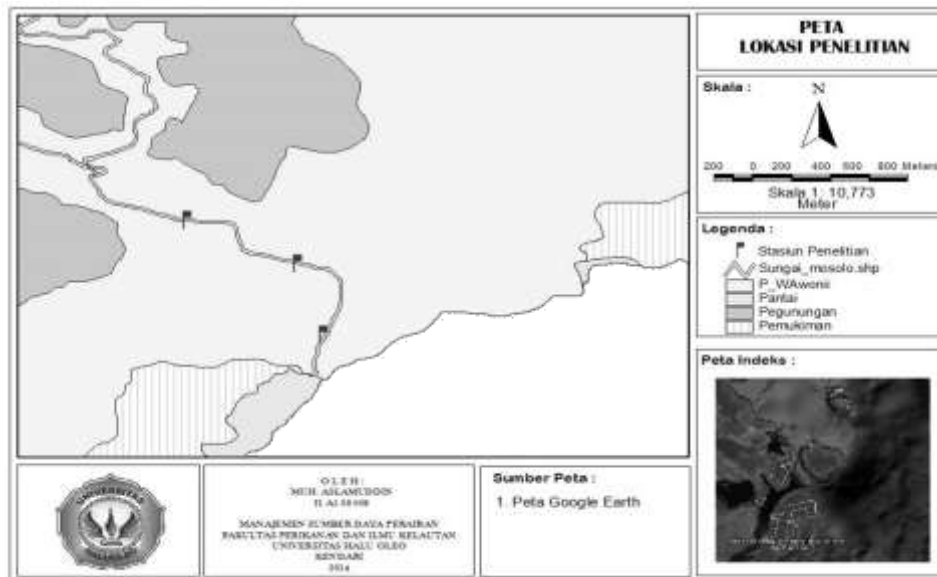 PETA
LOKASI PENELITIAN
Skala :
N
200 0 200 400 600 800 Meters
Skala 1: 10,773
Meter
Legenda :
Stasiun Penelitian
Sungai_mosolo.shp
P_WAwonii
Pantai
Pegunungan
Pemukiman
Peta Indeks :
UNIVERSITAS
OLEH:
MUH. ASLAMUDDIN
MANAJEMEN SUMBER DAYA PERAIRAN
FAKULTAS PERIKANAN DAN ILMU KELAUTAN
UNIVERSITAS HALU OLEO
KENDARI
2014
Sumber Peta :
1. Peta Google Earth